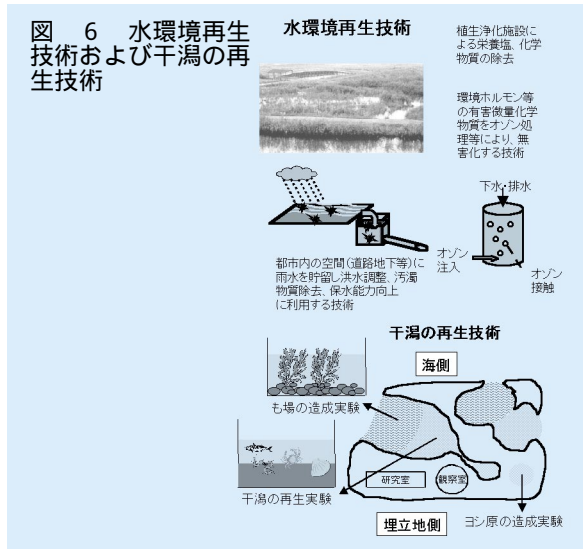 図 6 水環境再生
技術および干潟の再
生技術
水環境再生技術
植生浄化施設に
よる栄養塩、化学
物質の除去
環境ホルモン等
の有害微量化学
物質をオゾン処
理等により、無
害化する技術
下水・排水
オゾン
注入
オゾン
接触
都市内の空間(道路地下等)に
雨水を貯留し洪水調整、汚濁
物質除去、保水能力向上
に利用する技術
干潟の再生技術
海側
も場の造成実験
研究室
観察室
干潟の再生実験
埋立地側
ヨシ原の造成実験